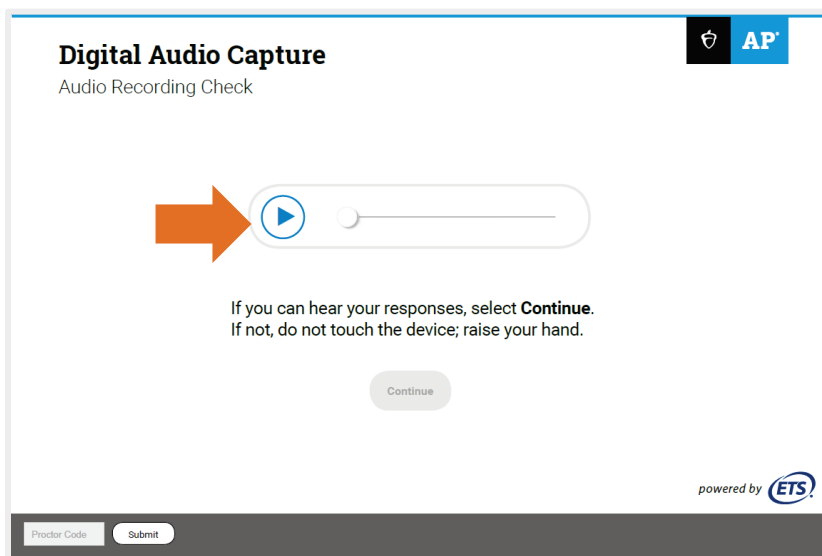 Digital Audio Capture
Audio Recording Check
AP
If you can hear your responses, select Continue.
If not, do not touch the device; raise your hand.
Continue
powered by ETS
Proctor Code
Submit